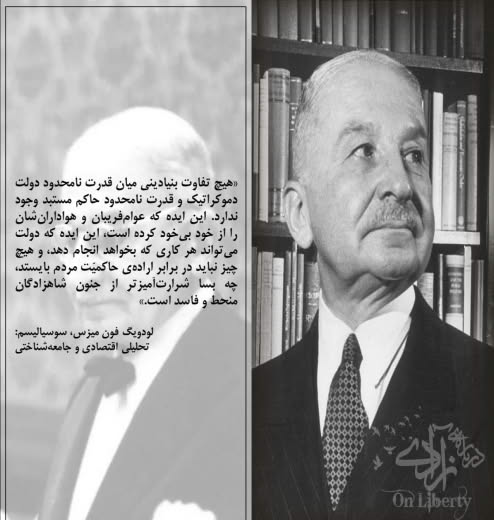 «هیچ تفاوت بنیادینی میان قدرت نامحدود دولت
دموکراتیک و قدرت نامحدود حاکم مستبد وجود
ندارد. این ایده که عوام‌فریبان و هواداران‌شان
را از خود بی‌خود کرده است، این ایده که دولت
می‌تواند هر کاری که بخواهد انجام دهد، و هیچ
چیز نباید در برابر اراده‌ی حاکمیَت مردم بایستد،
چه بسا شرارت‌آمیزتر از جنون شاهزادگان
منحط و فاسد است.»
لودویگ فون میزس، سوسیالیسم:
تحلیلی اقتصادی و جامعه‌شناختی
درباره‌ی آزادی
On Liberty